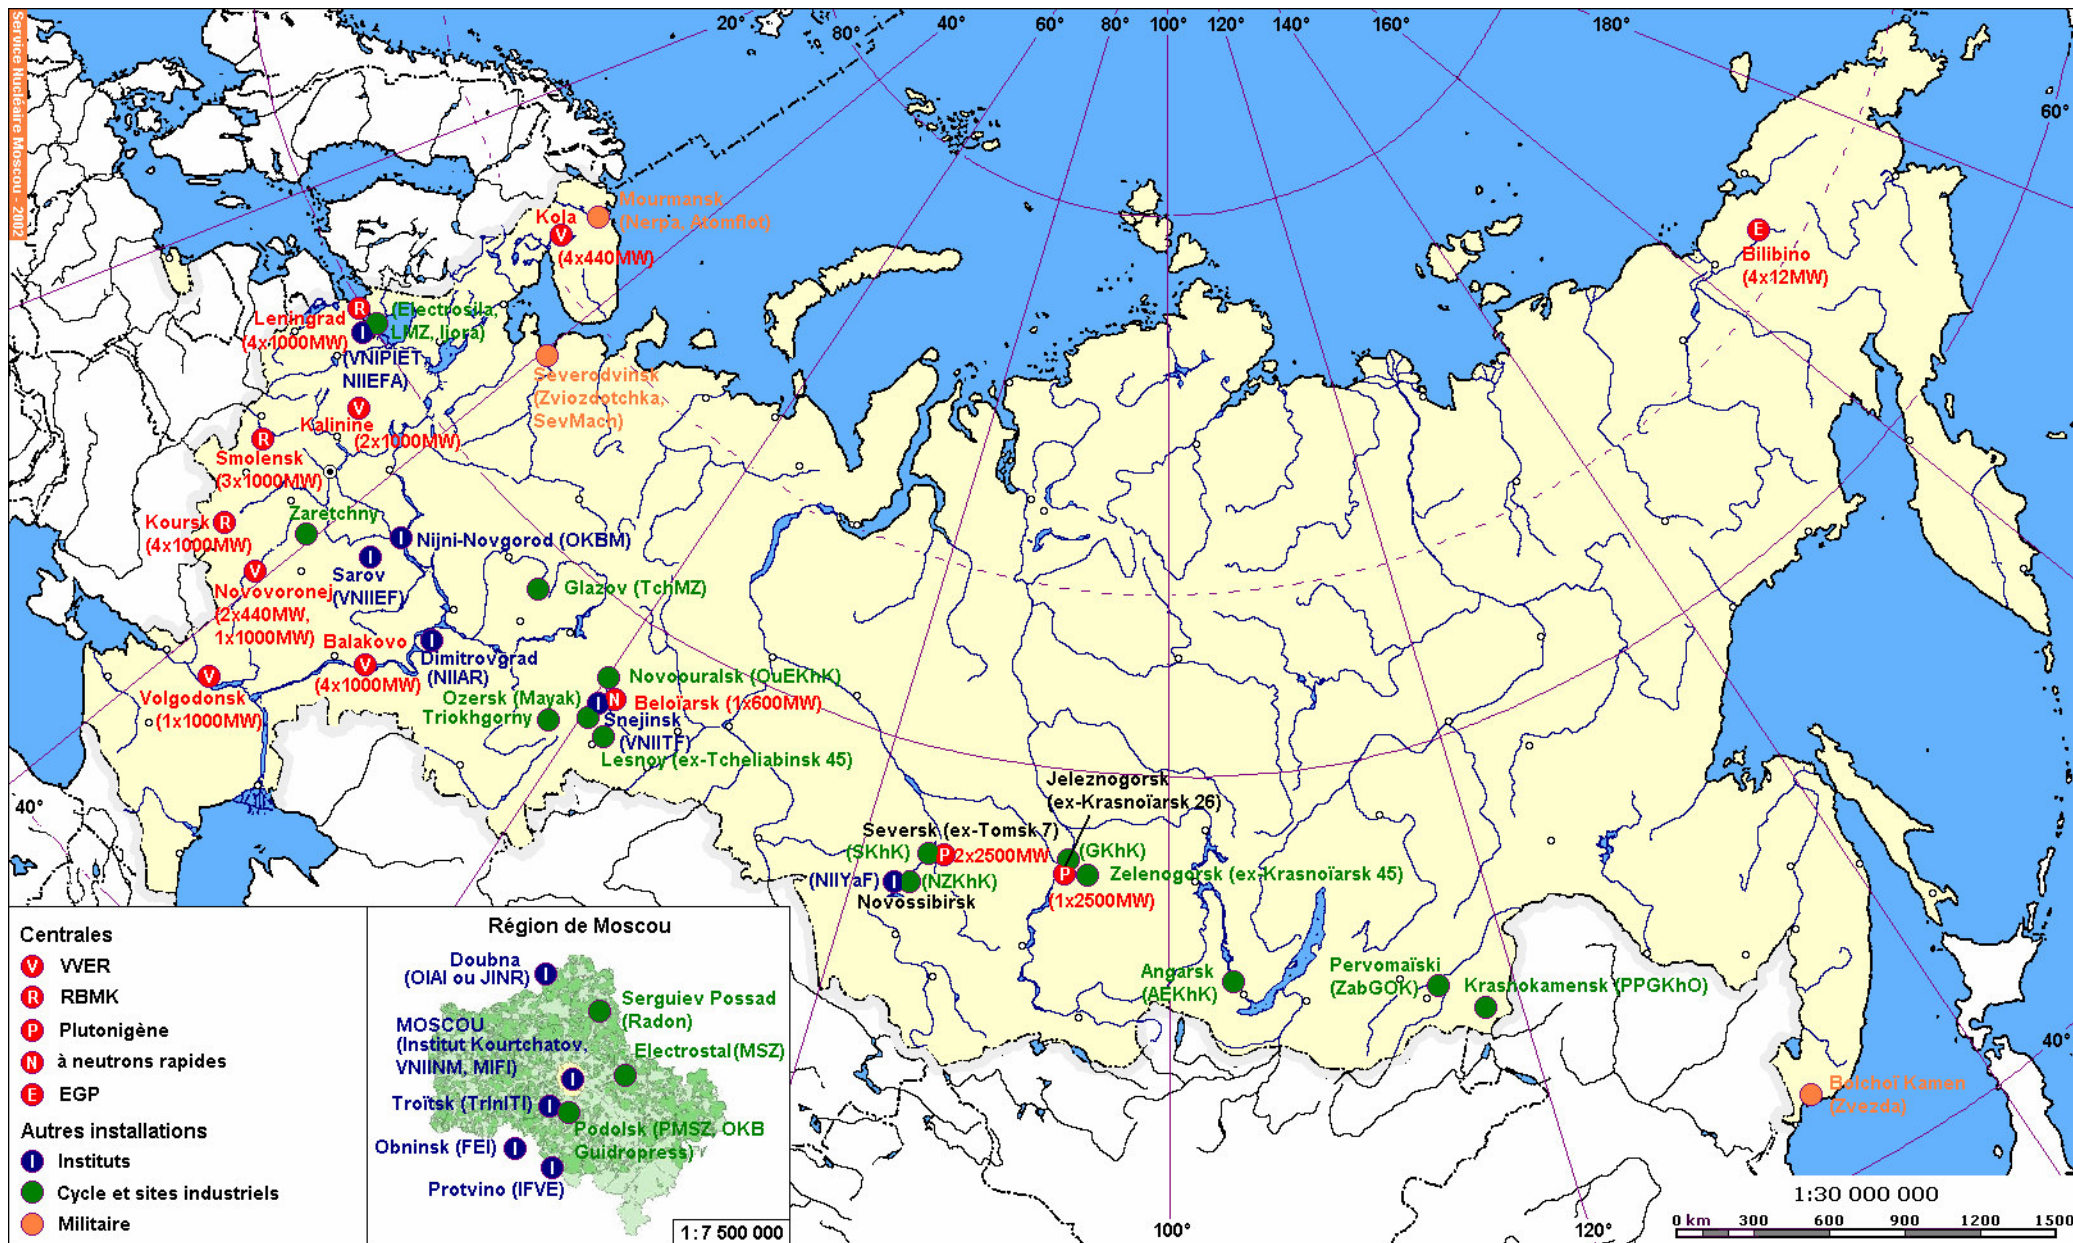 Service Nucléaire Moscou - 2002
20°
80°
40°
60°
80°
100°
120°
140°
160°
180°
60°
Mourmansk
(Nerpa, Atomflot)
Kola
V
(4x440MW)
E
Bilibino
(4x12MW)
R
Leningrad
(4x1000MW)
I
(Electrosila,
LMZ, Ijora)
(VNIPIET
NIIEFA)
Severodvinsk
(Zviozdotchka,
SevMach)
V
Kalinine
(2x1000MW)
R
Smolensk
(3x1000MW)
Zaretchny
Koursk
R
(4x1000MW)
I
Nijni-Novgorod (OKBM)
I
Sarov
(VNIIEF)
V
Novovoronej
(2x440MW,
1x1000MW)
Glazov (TchMZ)
Balakovo
V
(4x1000MW)
I
Dimitrovgrad
(NIIAR)
V
Volgodonsk
(1x1000MW)
Novoouralsk (OuEKhK)
Ozersk (Mayak)
I
N
Beloïarsk (1x600MW)
Triokhgorny
Snejinsk
(VNIITF)
Lesnoy (ex-Tcheliabinsk 45)
40°
Jeleznogorsk
(ex-Krasnoïarsk 26)
Seversk (ex-Tomsk 7)
(SKhK)
P
2x2500MW
(GKhK)
(NIIYaF)
I
(NZKhK)
Novossibirsk
P
Zelenogorsk (ex-Krasnoïarsk 45)
(1x2500MW)
Angarsk
(AEKhK)
Pervomaïski
(ZabGOK)
Krasnokamensk (PPGKhO)
40°
Bolchoï Kamen
(Zvezda)
Centrales
V VVER
R RBMK
P Plutonigène
N à neutrons rapides
E EGP
Autres installations
I Instituts
Cycle et sites industriels
Militaire
Région de Moscou
Doubna
(OIAI ou JINR)
I
Serguiev Possad
(Radon)
MOSCOU
(Institut Kourtchatov,
VNIINM, MIFI)
I
Electrostal (MSZ)
Troïtsk (TrinITI)
I
Podolsk (PMSZ, OKB
Guidropress)
Obninsk (FEI)
I
I
Protvino (IFVE)
1:7 500 000
100°
120°
1:30 000 000
0 km 300 600 900 1200 1500